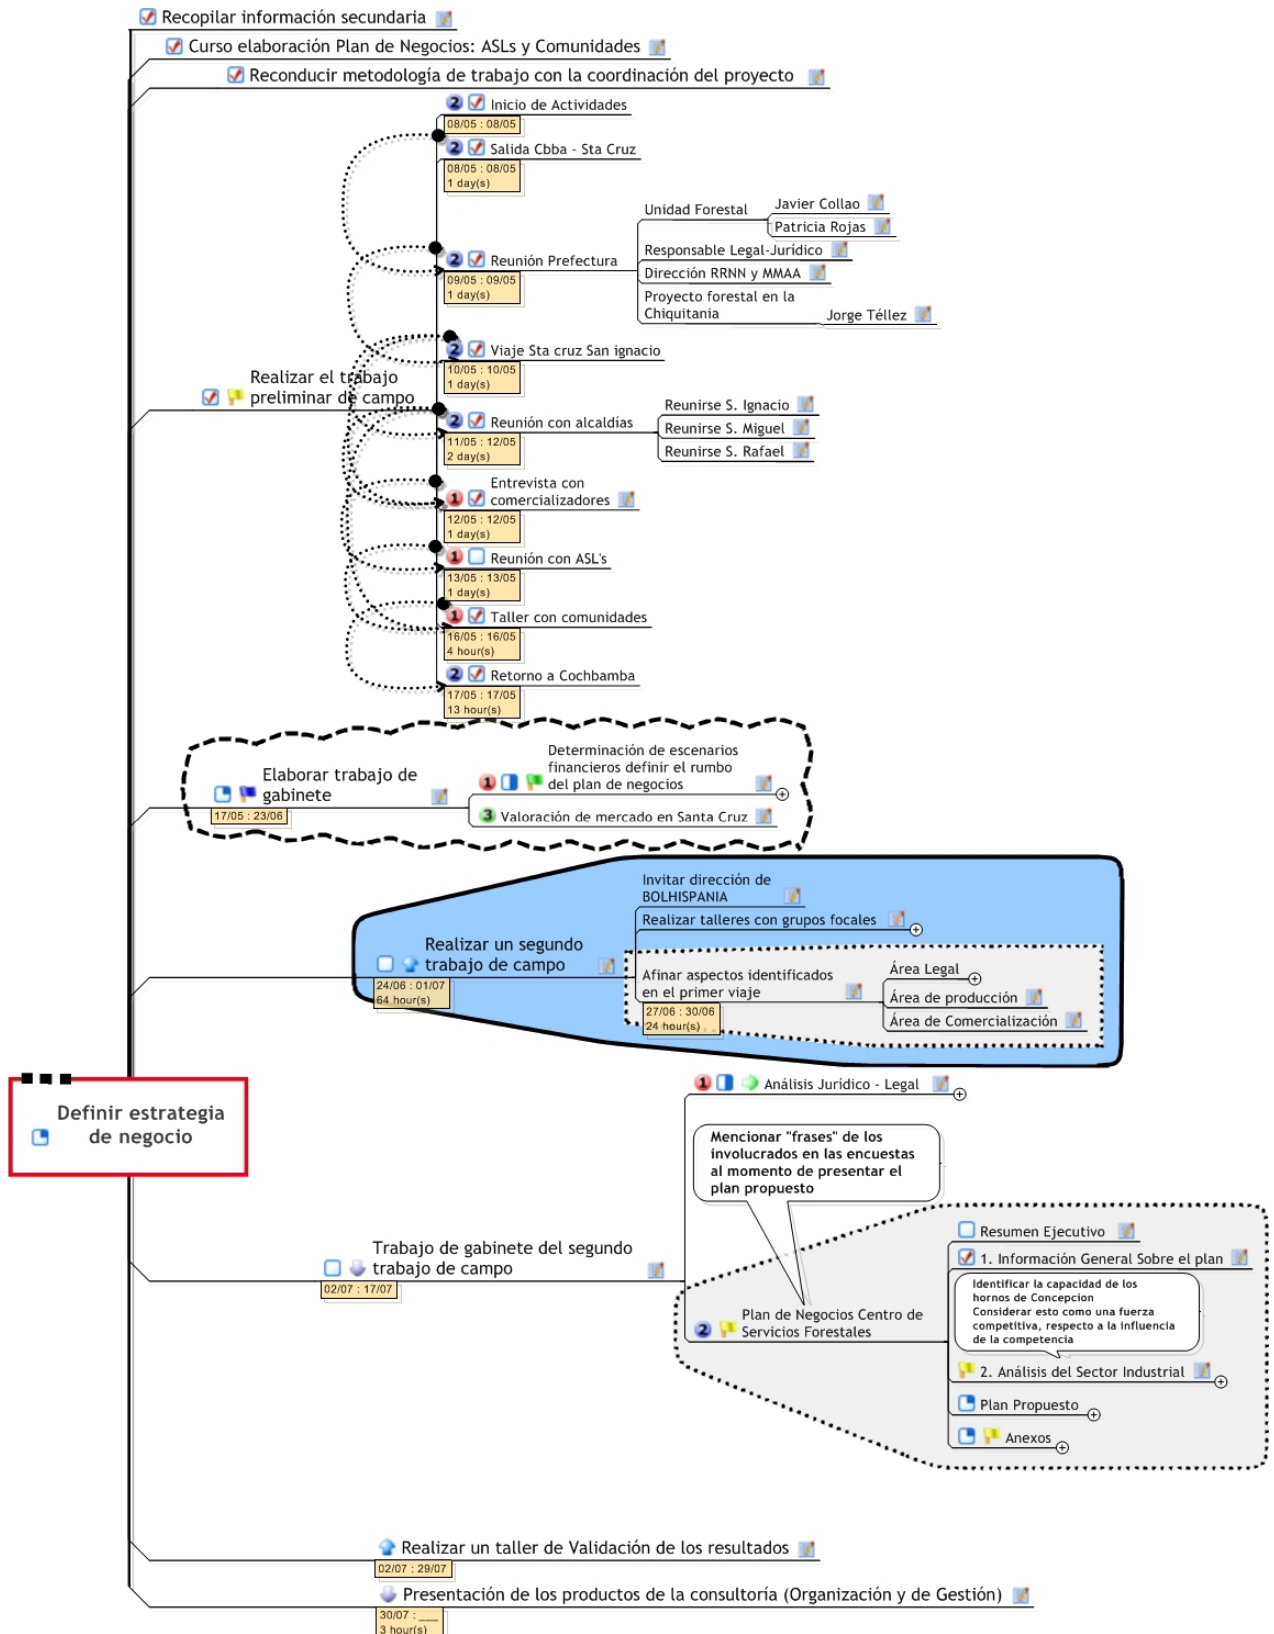 Recopilar información secundaria
Curso elaboración Plan de Negocios: ASLs y Comunidades
Reconducir metodología de trabajo con la coordinación del proyecto
Realizar el trabajo
preliminar de campo
2 Inicio de Actividades
08/05 : 08/05
2 Salida Cbba - Sta Cruz
08/05 : 08/05
1 day(s)
2 Reunión Prefectura
09/05 : 09/05
1 day(s)
Unidad Forestal
Javier Collao
Patricia Rojas
Responsable Legal-Jurídico
Dirección RRNN y MMAA
Proyecto forestal en la
Chiquitania
Jorge Téllez
2 Viaje Sta cruz San ignacio
10/05 : 10/05
1 day(s)
2 Reunión con alcaldías
11/05 : 12/05
2 day(s)
Reunirse S. Ignacio
Reunirse S. Miguel
Reunirse S. Rafael
Entrevista con
1 comercializadores
12/05 : 12/05
1 day(s)
1 Reunión con ASL's
13/05 : 13/05
1 day(s)
1 Taller con comunidades
16/05 : 16/05
4 hour(s)
2 Retorno a Cochbamba
17/05 : 17/05
13 hour(s)
Elaborar trabajo de
gabinete
17/05 : 23/06
Determinación de escenarios
financieros definir el rumbo
1 del plan de negocios
3 Valoración de mercado en Santa Cruz
Realizar un segundo
trabajo de campo
24/06 : 01/07
64 hour(s)
Invitar dirección de
BOLHISPANIA
Realizar talleres con grupos focales
Afinar aspectos identificados
en el primer viaje
27/06 : 30/06
24 hour(s)
Área Legal
Área de producción
Área de Comercialización
Definir estrategia
de negocio
Trabajo de gabinete del segundo
trabajo de campo
02/07 : 17/07
1 Análisis Jurídico - Legal
Mencionar "frases" de los
involucrados en las encuestas
al momento de presentar el
plan propuesto
Plan de Negocios Centro de
2 Servicios Forestales
Resumen Ejecutivo
1. Información General Sobre el plan
Identificar la capacidad de los
hornos de Concepcion
Considerar esto como una fuerza
competitiva, respecto a la influencia
de la competencia
2. Análisis del Sector Industrial
Plan Propuesto
Anexos
Realizar un taller de Validación de los resultados
02/07 : 29/07
Presentación de los productos de la consultoría (Organización y de Gestión)
30/07 : ___
3 hour(s)